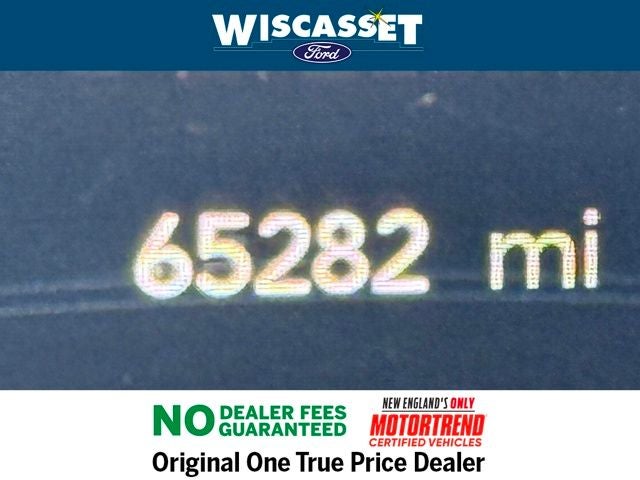 WISCASSET
Ford
65282 mi
NO DEALER FEES
GUARANTEED
NEW ENGLAND'S ONLY
MOTORTREND
CERTIFIED VEHICLES
Original One True Price Dealer